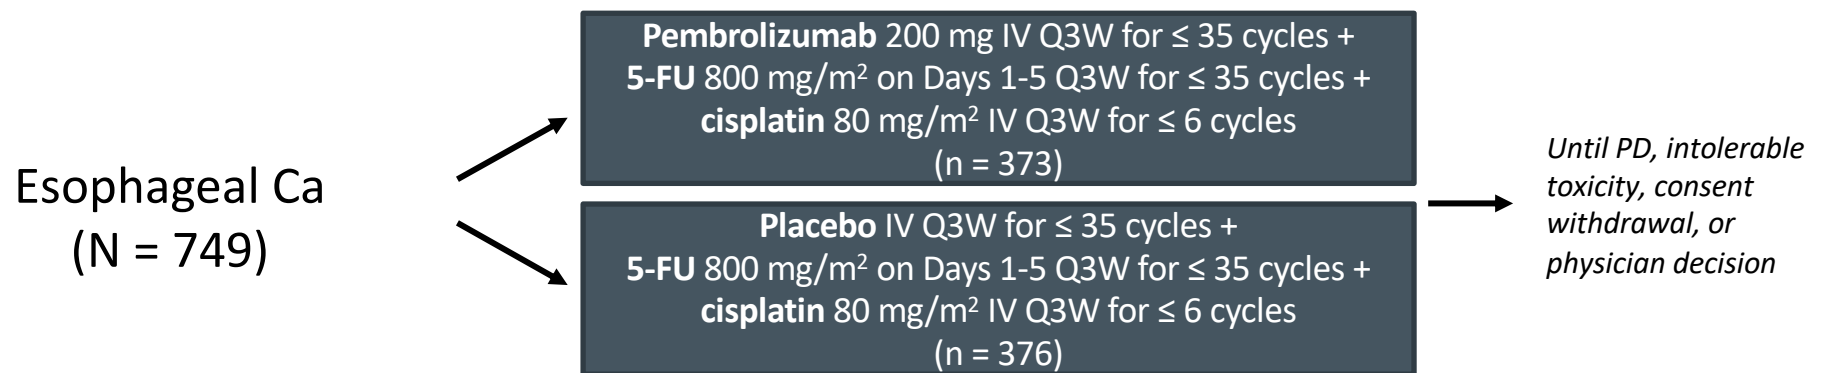 Esophageal Ca
(N = 749)
Pembrolizumab 200 mg IV Q3W for ≤ 35 cycles +
5-FU 800 mg/m² on Days 1-5 Q3W for ≤ 35 cycles +
cisplatin 80 mg/m² IV Q3W for ≤ 6 cycles
(n = 373)
Placebo IV Q3W for ≤ 35 cycles +
5-FU 800 mg/m² on Days 1-5 Q3W for ≤ 35 cycles +
cisplatin 80 mg/m² IV Q3W for ≤ 6 cycles
(n = 376)
Until PD, intolerable
toxicity, consent
withdrawal, or
physician decision